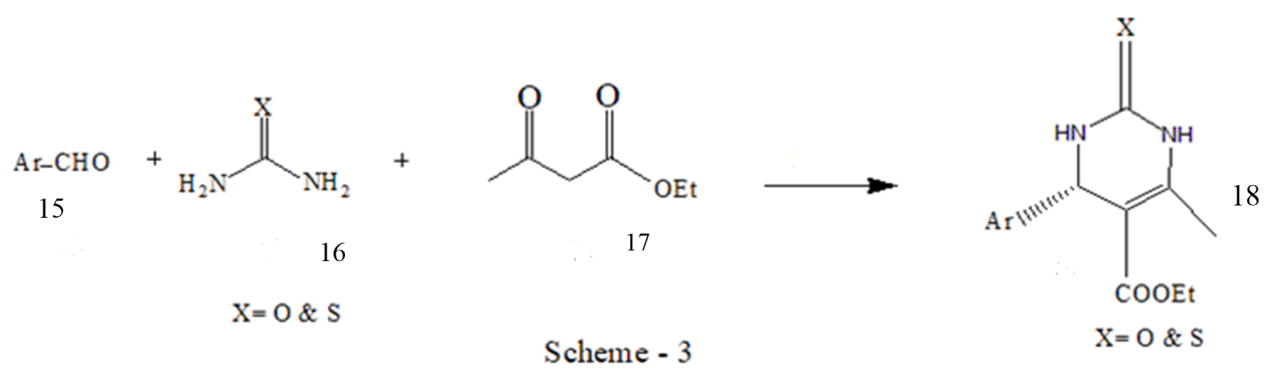 Ar–CHO
15
+
X
H₂N
NH₂
16
X= O & S
+
O O
OEt
17
Scheme - 3
X
HN
NH
Ar
COOEt
18
X= O & S